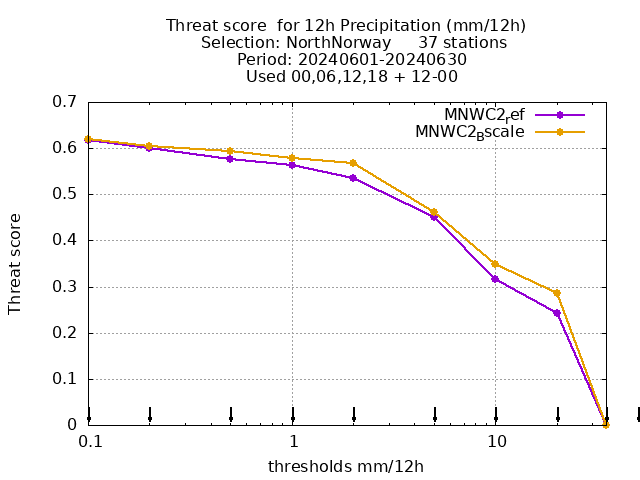 Threat score  for 12h Precipitation (mm/12h)
Selection: NorthNorway     37 stations
Period: 20240601-20240630
Used 00,06,12,18 + 12-00
MNWC2ref
MNWC2Bscale
0.7
0.6
0.5
0.4
0.3
0.2
0.1
0
Threat score
0.1
1
10
thresholds mm/12h